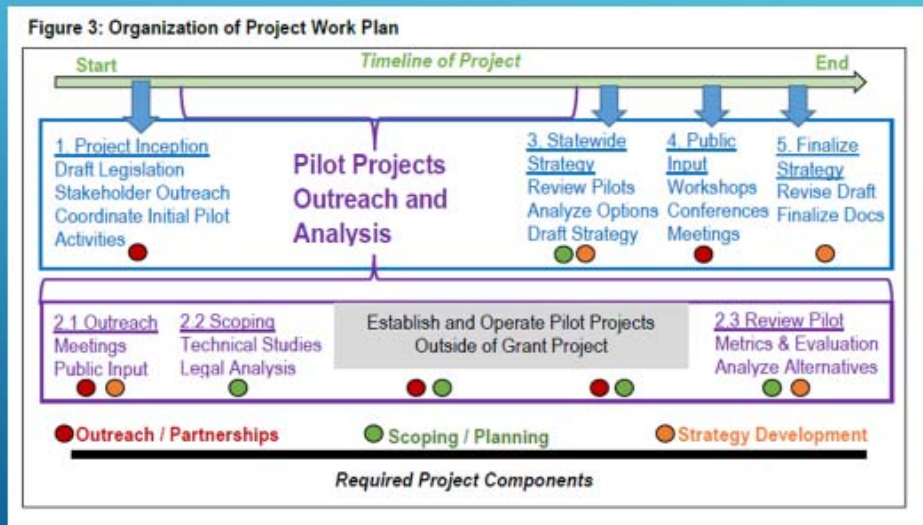 Figure 3: Organization of Project Work Plan
Start
Timeline of Project
End
1. Project Inception
Draft Legislation
Stakeholder Outreach
Coordinate Initial Pilot
Activities
Pilot Projects
Outreach and
Analysis
3. Statewide
Strategy
Review Pilots
Analyze Options
Draft Strategy
4. Public
Input
Workshops
Conferences
Meetings
5. Finalize
Strategy
Revise Draft
Finalize Docs
2.1 Outreach
Meetings
Public Input
2.2 Scoping
Technical Studies
Legal Analysis
Establish and Operate Pilot Projects
Outside of Grant Project
2.3 Review Pilot
Metrics & Evaluation
Analyze Alternatives
Outreach / Partnerships
Scoping / Planning
Strategy Development
Required Project Components